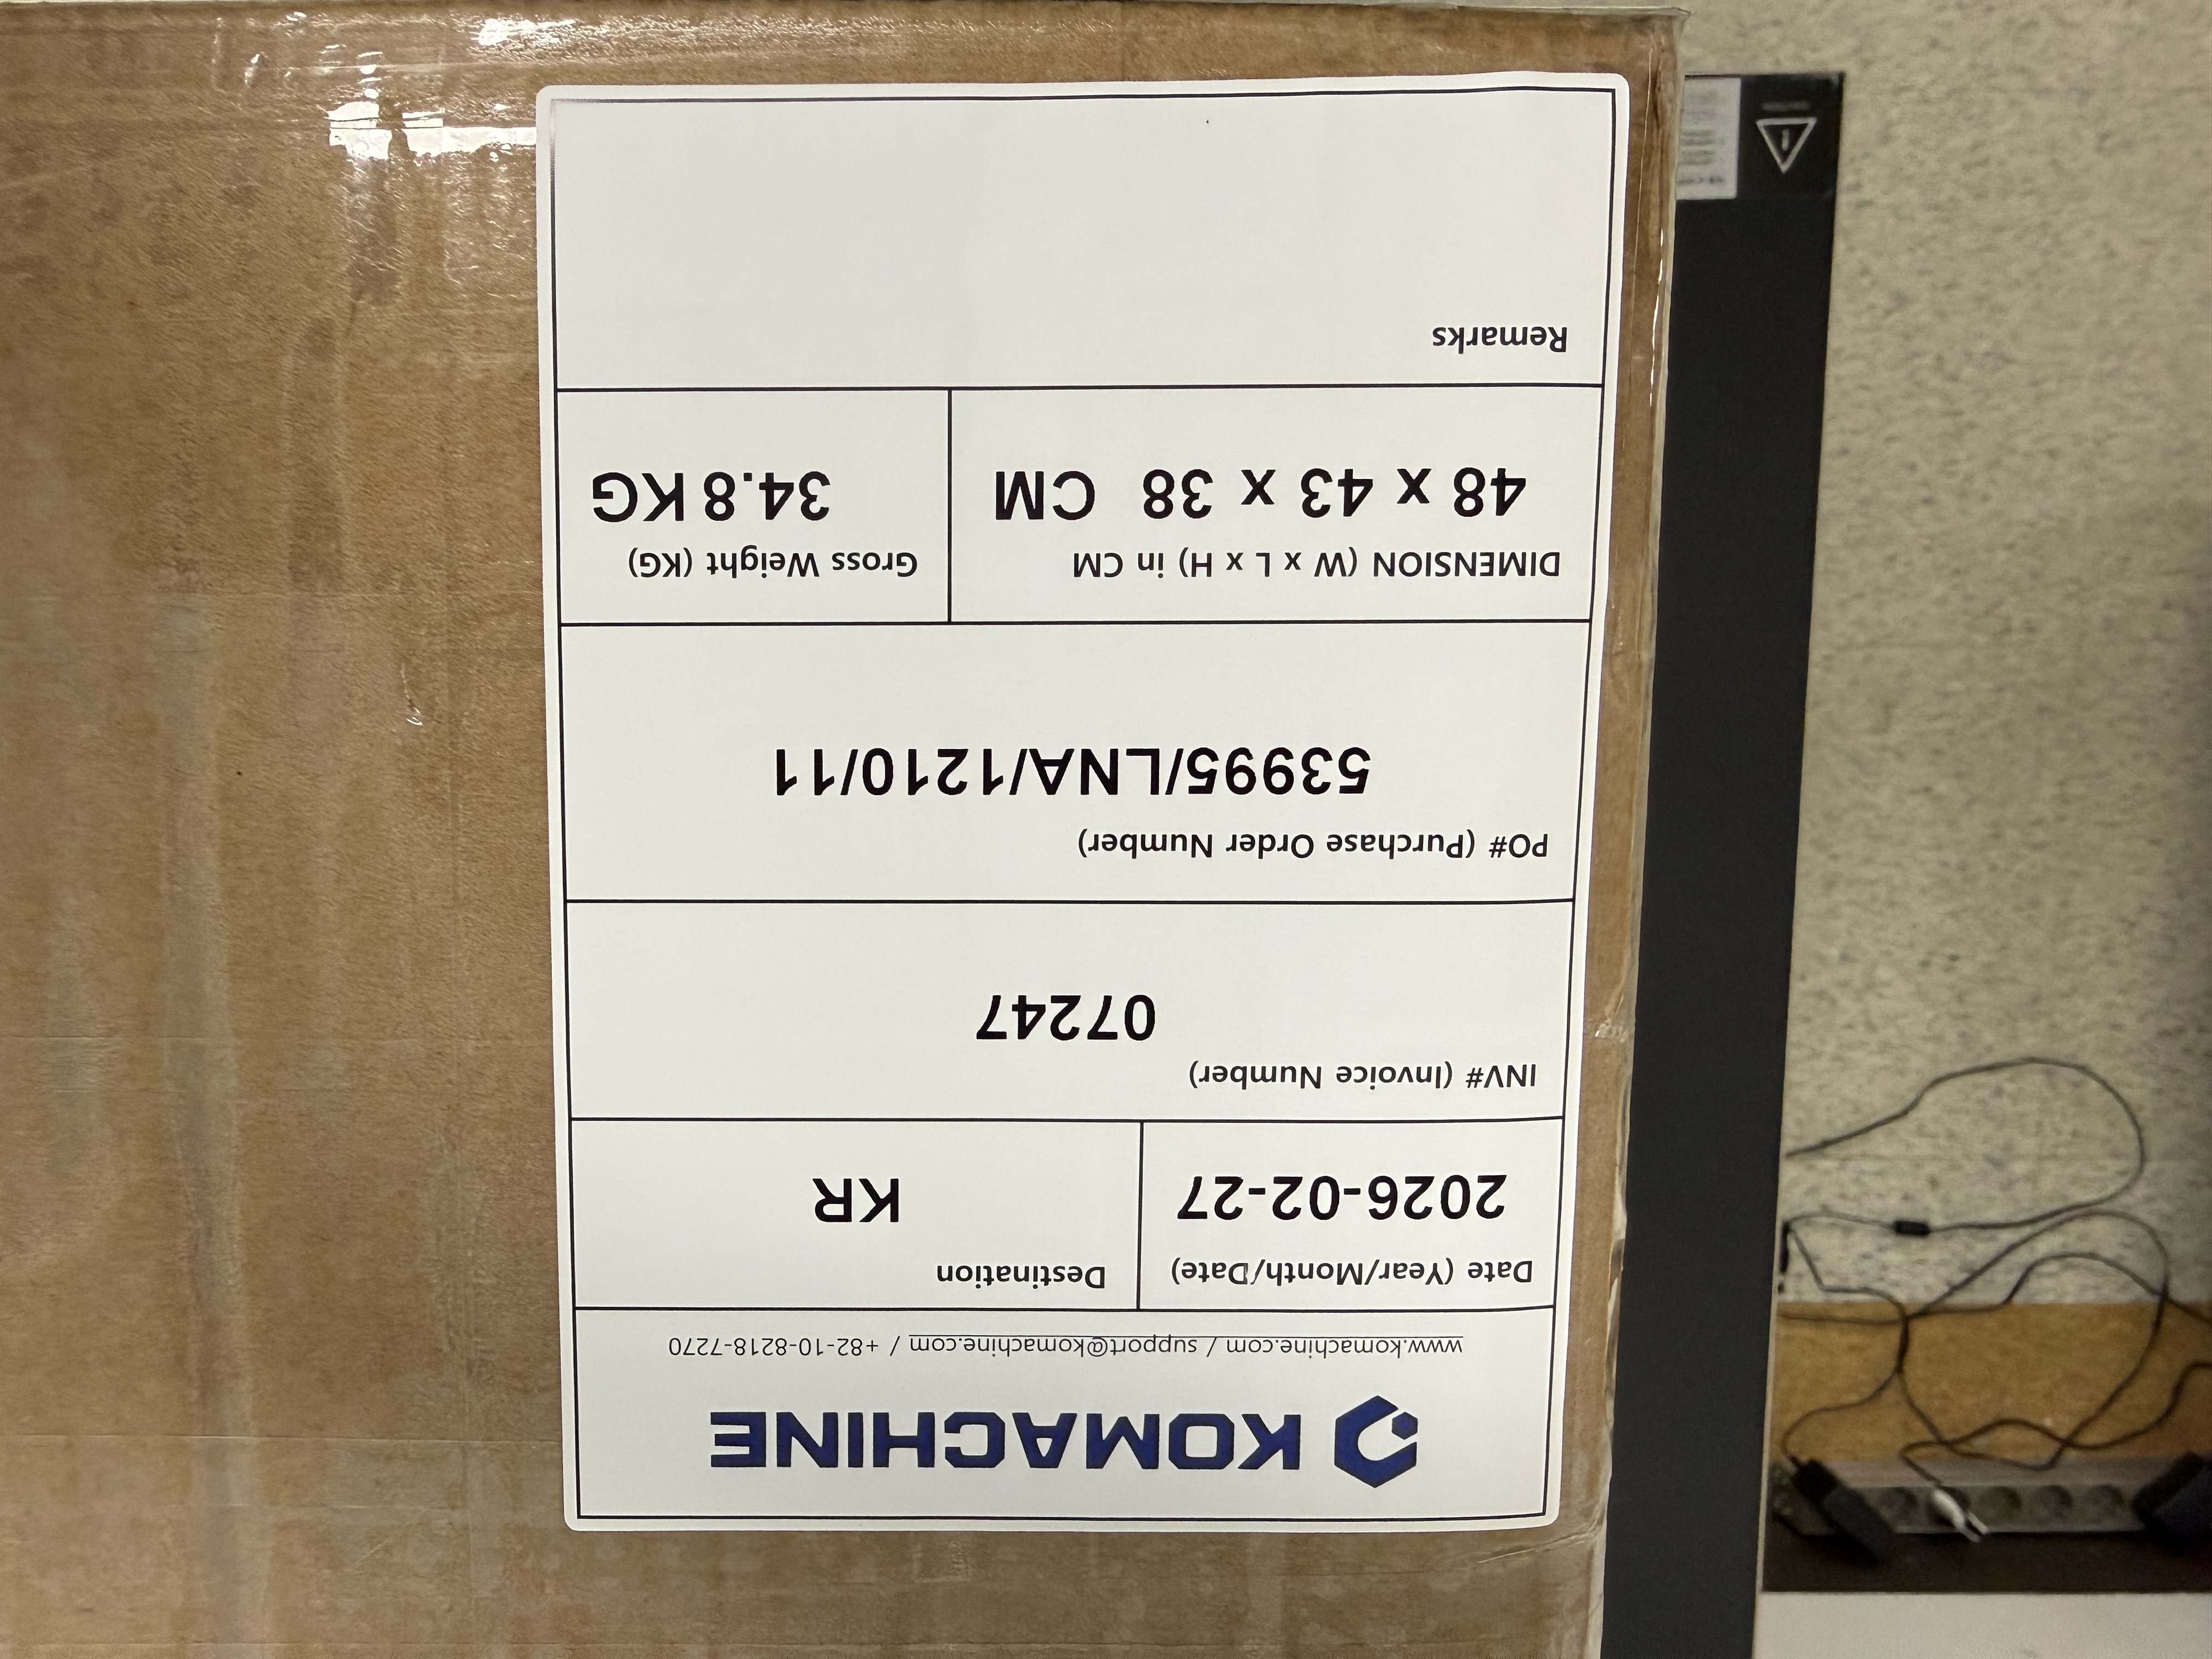 KOMACHINE
www.komachine.com / support@komachine.com / +82-10-8218-7270
Date (Year/Month/Date)
2026-02-27
Destination
KR
INV# (Invoice Number)
07247
PO# (Purchase Order Number)
53995/LNA/1210/11
DIMENSION (W x L x H) in CM
48 x 43 x 38 CM
Gross Weight (KG)
34.8 KG
Remarks